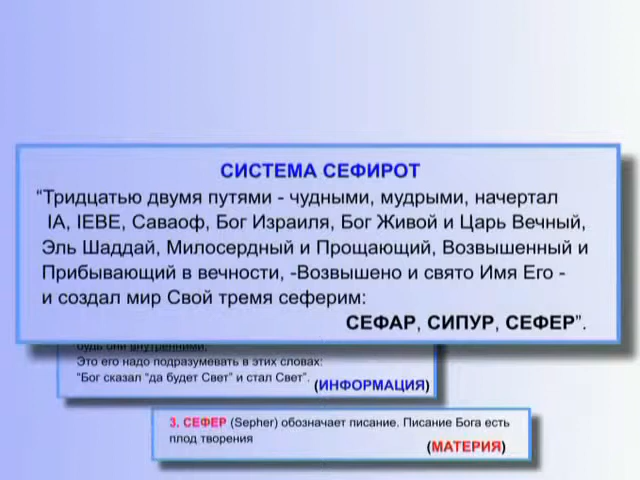 СИСТЕМА СЕФИРОТ
“Тридцатью двумя путями - чудными, мудрыми, начертал
IA, IEBE, Саваоф, Бог Израиля, Бог Живой и Царь Вечный,
Эль Шаддай, Милосердный и Прощающий, Возвышенный и
Прибывающий в вечности, -Возвышено и свято Имя Его -
и создал мир Свой тремя сеферим:
СЕФАР, СИПУР, СЕФЕР”.
будь они внутренними.
Это его надо подразумевать в этих словах:
“Бог сказал “да будет Свет” и стал Свет”.
(ИНФОРМАЦИЯ)
3. СЕФЕР (Sepher) обозначает писание. Писание Бога есть
плод творения
(МАТЕРИЯ)